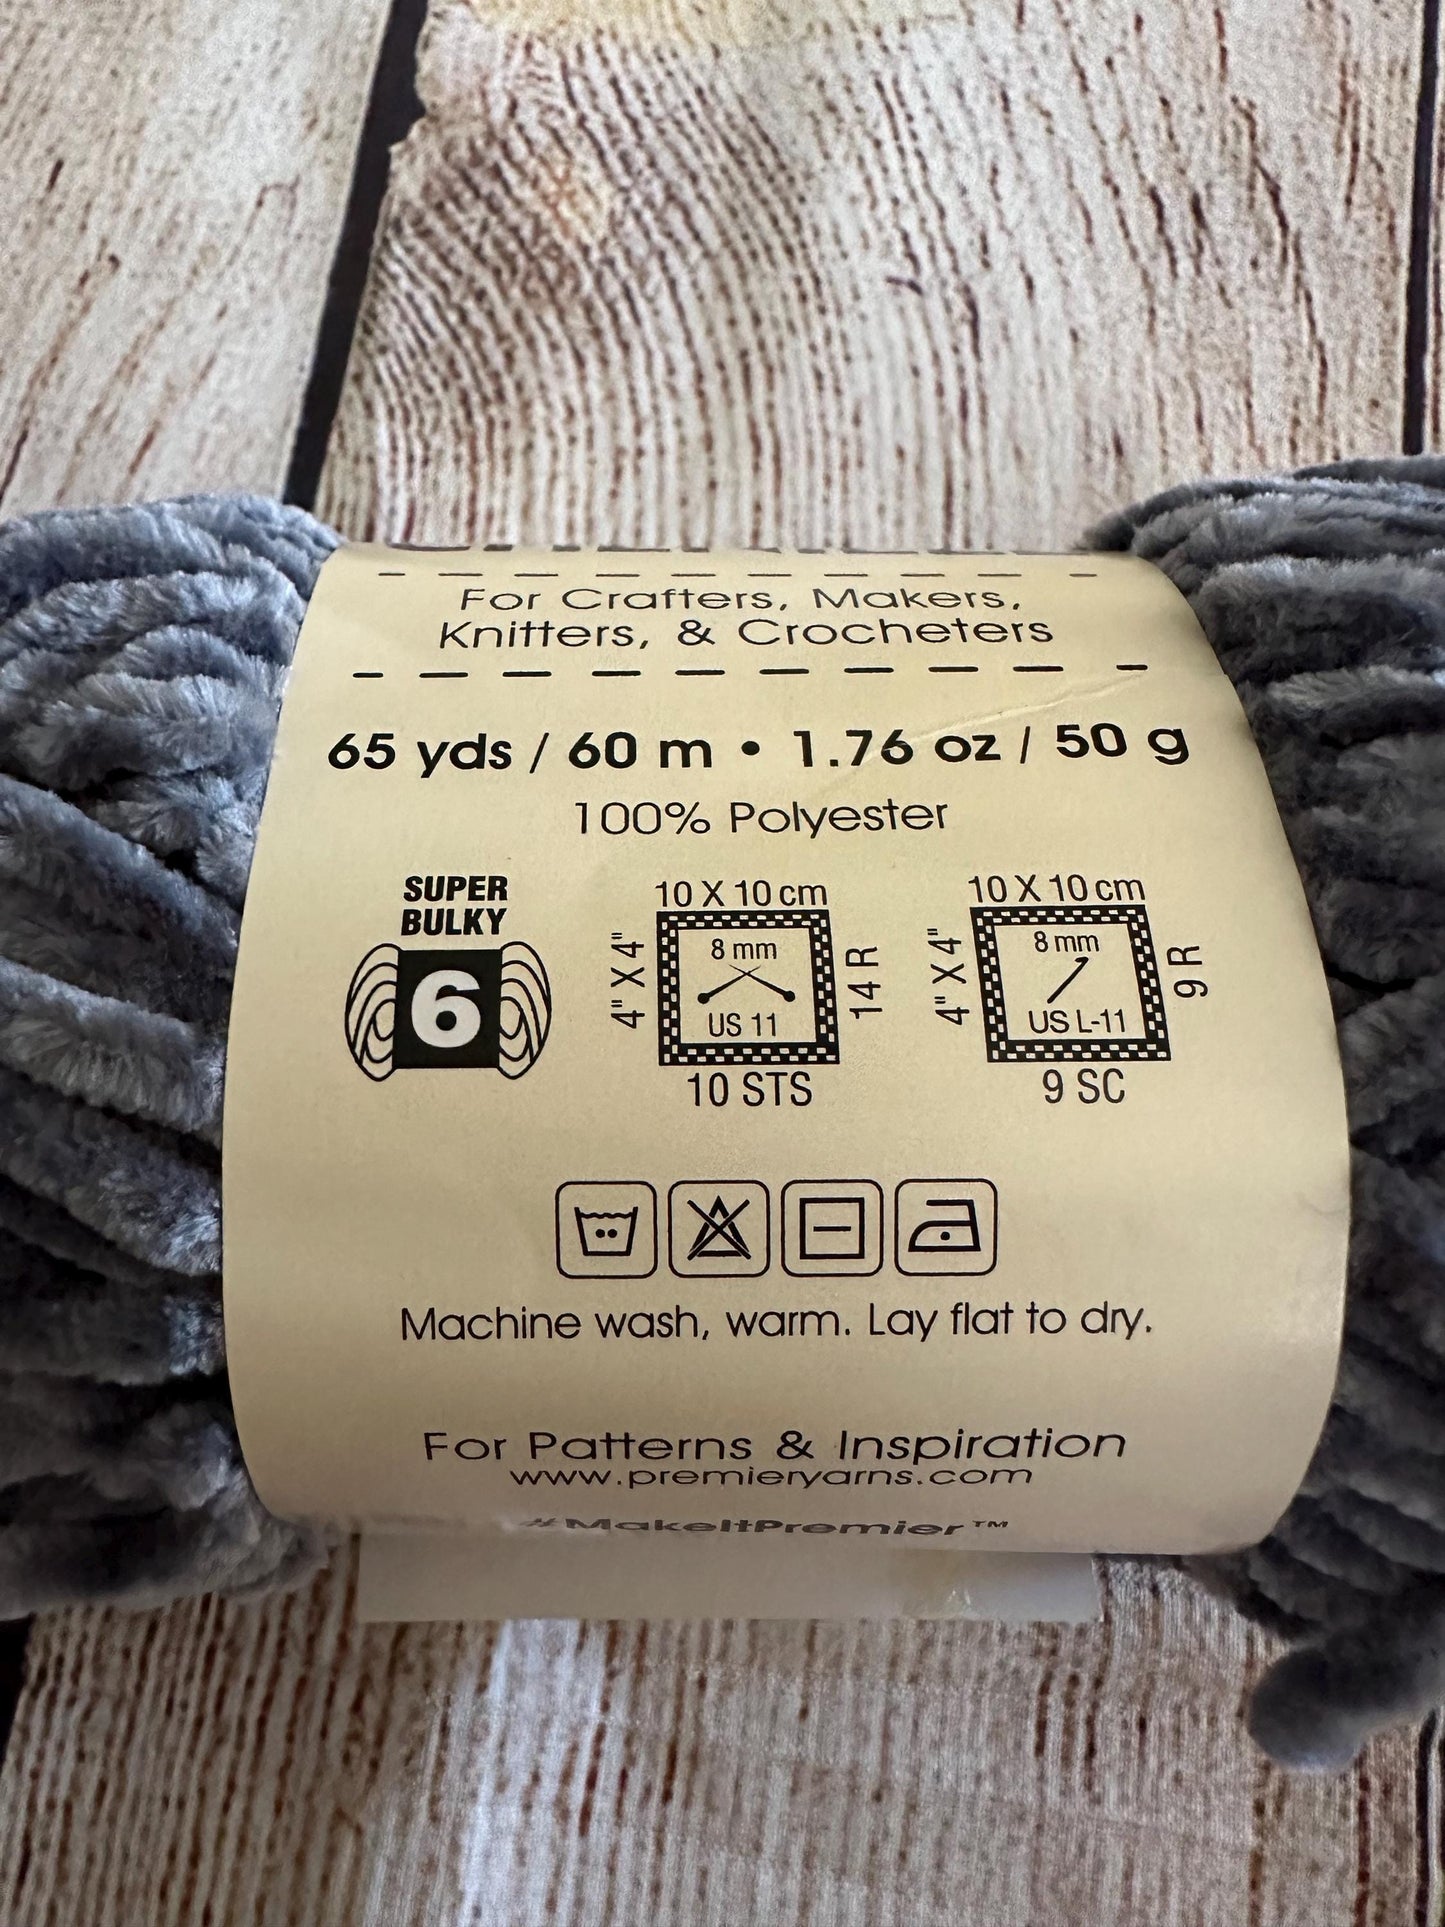 For Crafters, Makers,
Knitters, & Crocheters
65 yds / 60 m • 1.76 oz / 50 g
100% Polyester
SUPER
BULKY
6
10 X 10 cm
4" X 4"
8 mm
US 11
14 R
10 STS
10 X 10 cm
4" X 4"
8 mm
US L-11
9 R
9 SC
Machine wash, warm. Lay flat to dry.
For Patterns & Inspiration
www.premieryarns.com
#MakeItPremier™